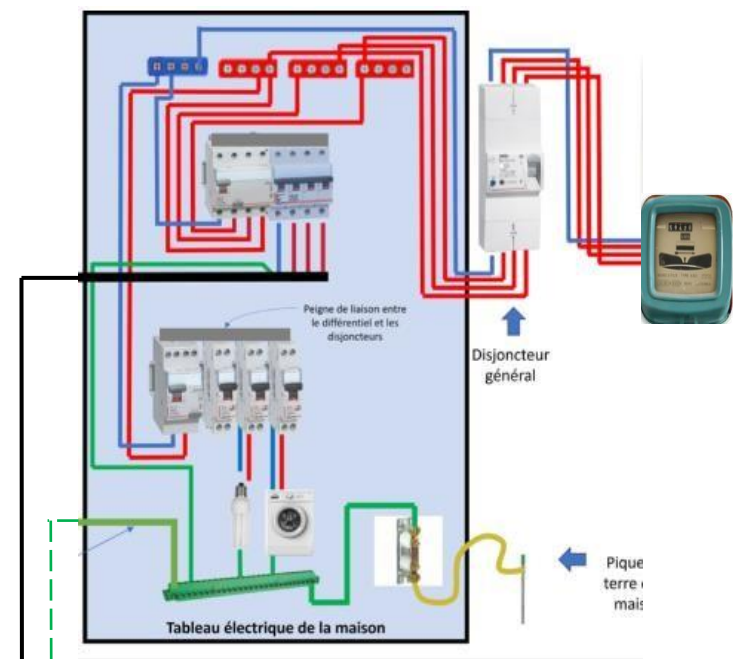 Peigne de liaison entre
le différentiel et les
disjoncteurs
Disjoncteur
général
Pique
terre
mais
Tableau électrique de la maison